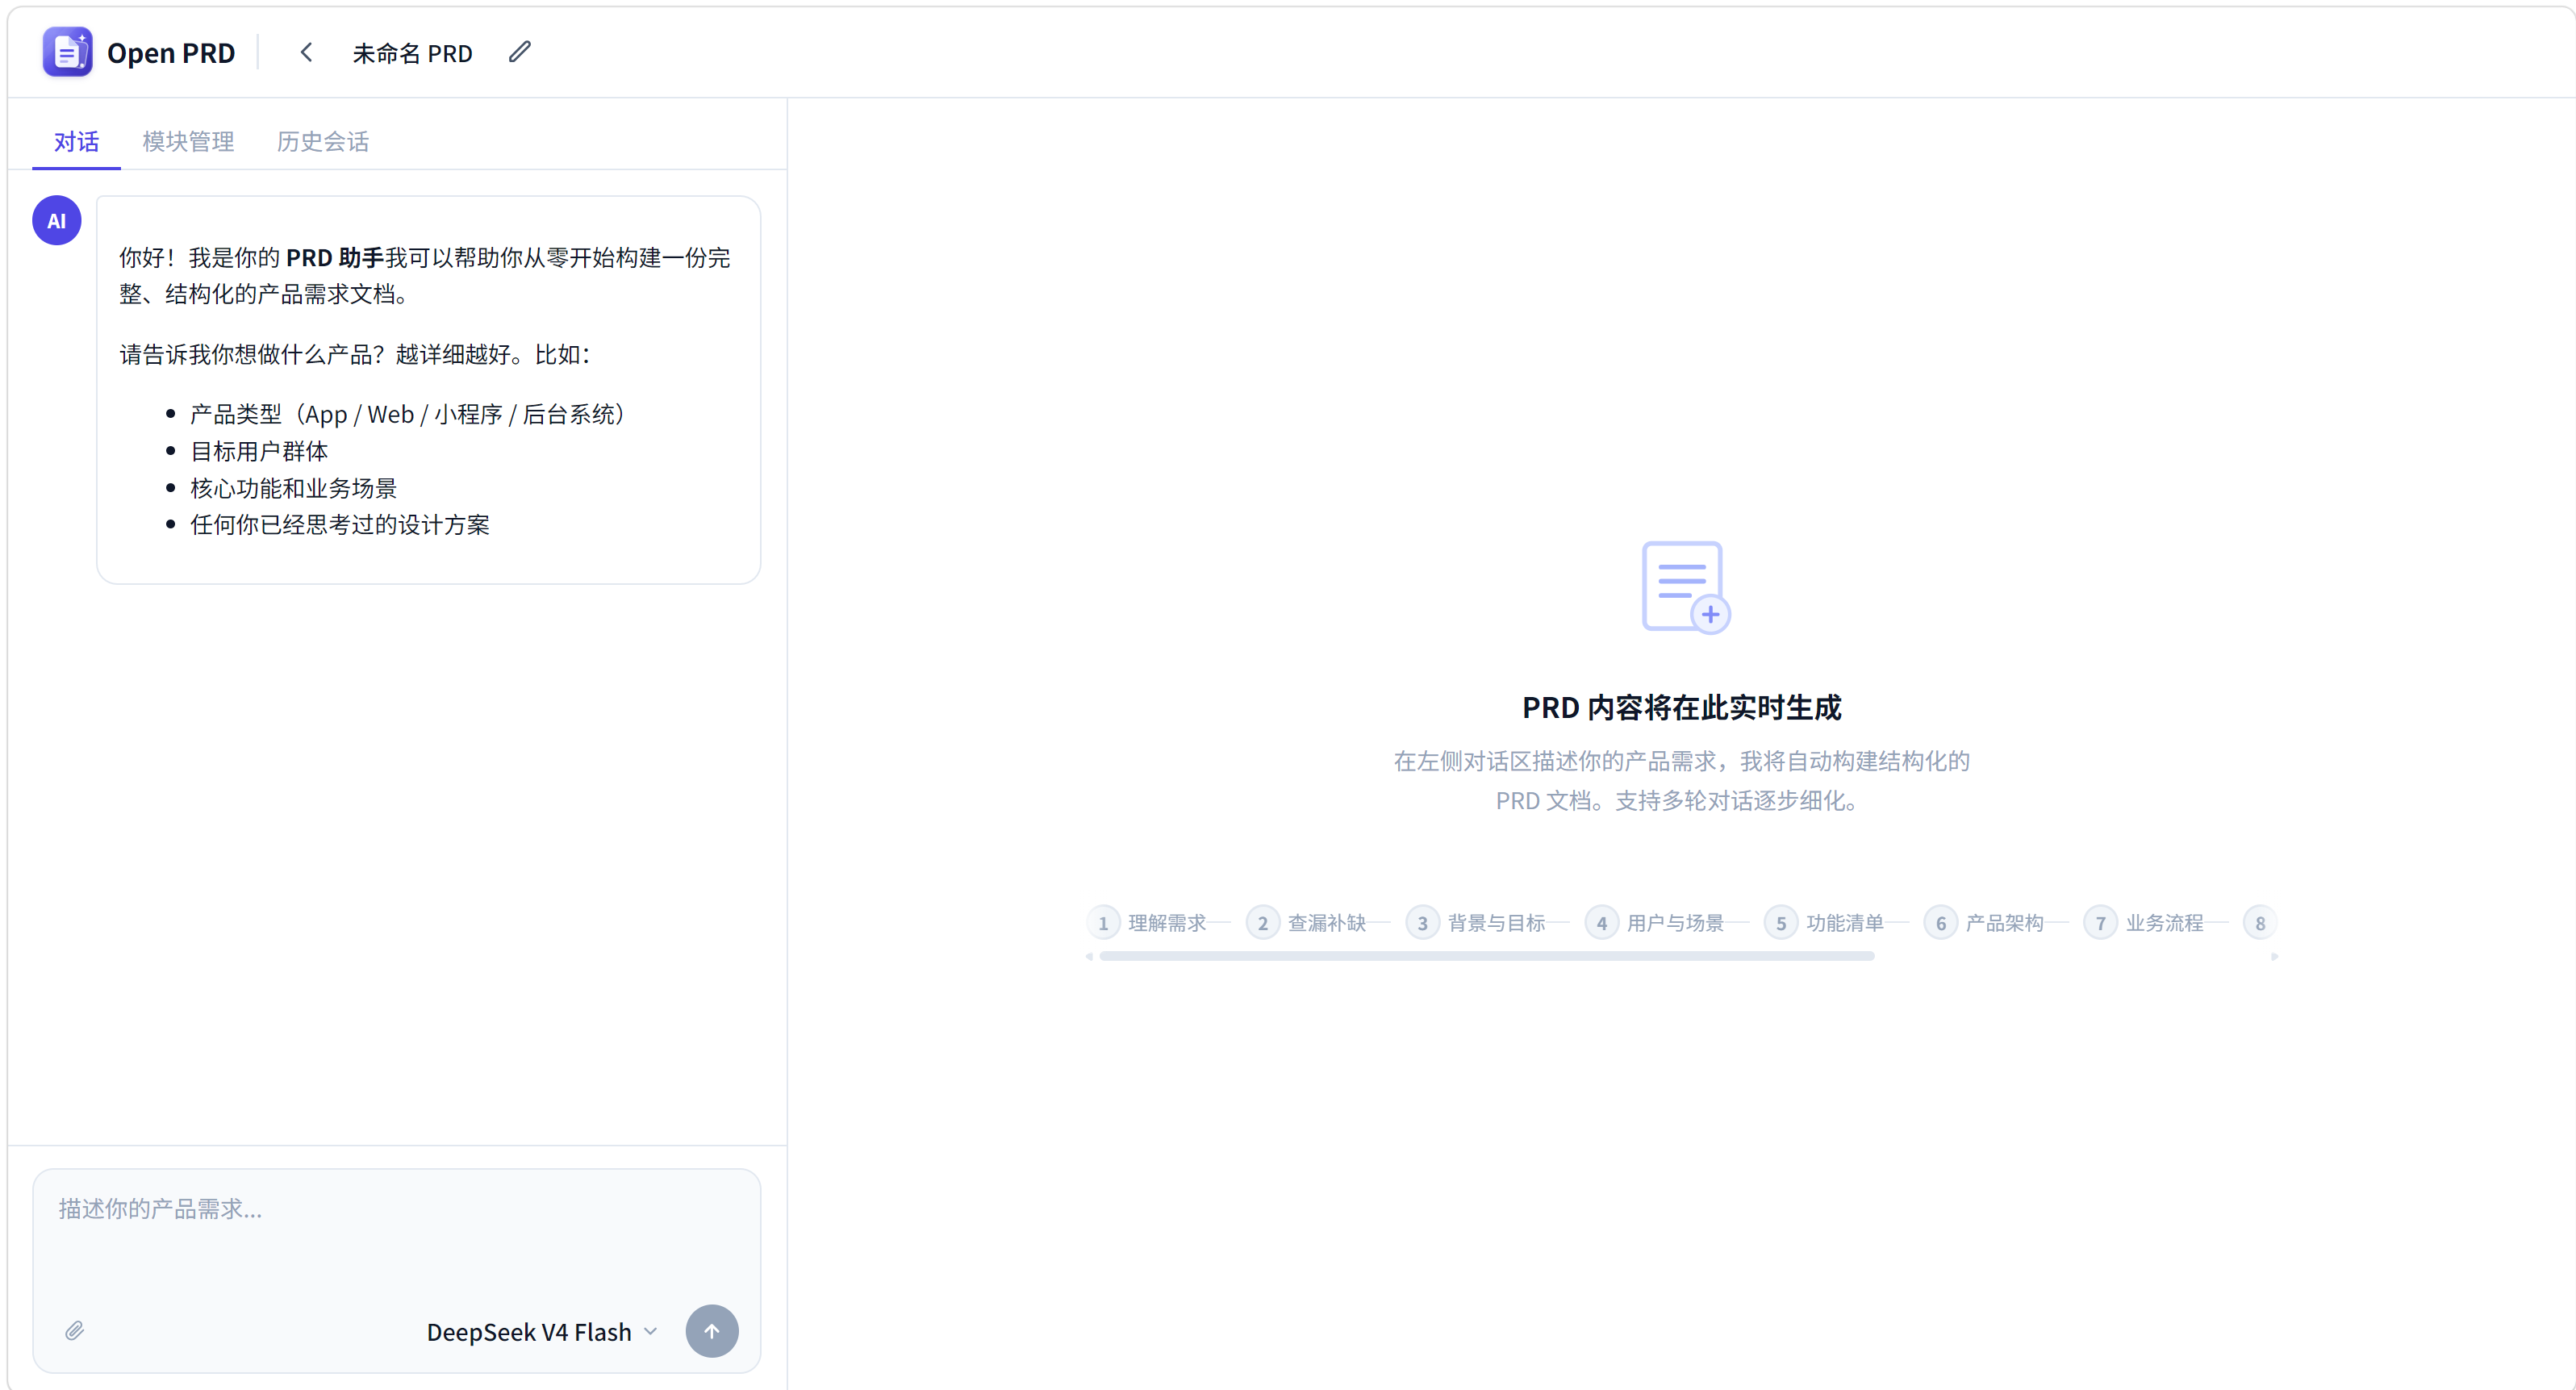 Open PRD
未命名 PRD
对话
模块管理
历史会话
AI
你好！我是你的 PRD 助手我可以帮助你从零开始构建一份完
整、结构化的产品需求文档。
请告诉我你想做什么产品？越详细越好。比如：
产品类型（App / Web / 小程序 / 后台系统）
目标用户群体
核心功能和业务场景
任何你已经思考过的设计方案
描述你的产品需求...
DeepSeek V4 Flash
PRD 内容将在此实时生成
在左侧对话区描述你的产品需求，我将自动构建结构化的
PRD 文档。支持多轮对话逐步细化。
1 理解需求
2 查漏补缺
3 背景与目标
4 用户与场景
5 功能清单
6 产品架构
7 业务流程
8